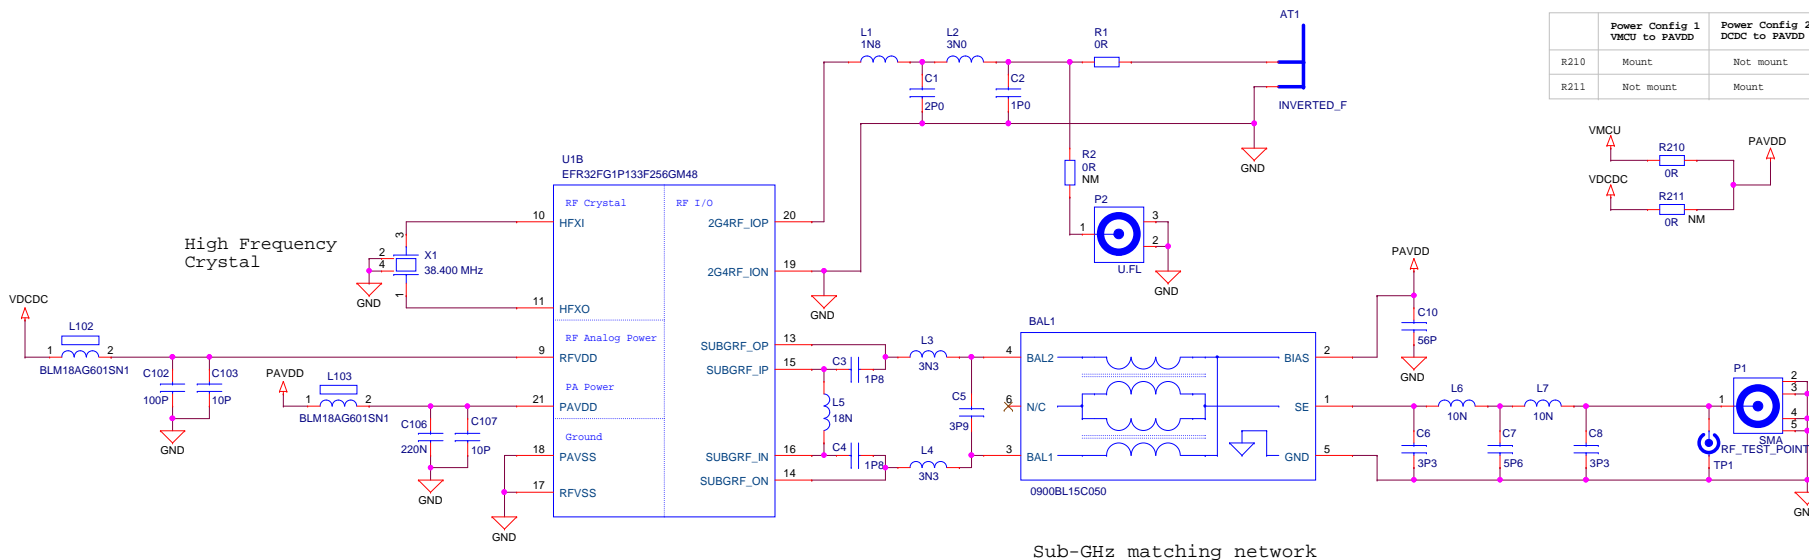 AT1
L1
1N8
L2
3N0
R1
0R
C1
2P0
C2
1P0
INVERTED_F
GND
R2
0R
NM
P2
1
3
2
U.FL
GND
Power Config 1
VMCU to PAVDD
Power Config 2
DCDC to PAVDD
R210
Mount
Not mount
R211
Not mount
Mount
VMCU
R210
0R
PAVDD
VDCDC
R211
0R
NM
U1B
EFR32FG1P133F256GM48
RF Crystal
RF I/O
10
HFXI
2G4RF_IOP
20
High Frequency
Crystal
3
2
4
X1
38.400 MHz
1
GND
2G4RF_ION
19
GND
11
HFXO
VDCDC
L102
1
2
BLM18AG601SN1
C102
100P
C103
10P
GND
RF Analog Power
9
RFVDD
PAVDD
L103
1
2
BLM18AG601SN1
C106
220N
C107
10P
GND
PA Power
21
PAVDD
Ground
18
PAVSS
17
RFVSS
GND
SUBGRF_OP
13
SUBGRF_IP
15
SUBGRF_IN
16
SUBGRF_ON
14
C3
1P8
L5
18N
C4
1P8
L3
3N3
L4
3N3
C5
3P9
BAL1
4
BAL2
6
N/C
3
BAL1
BIAS
2
SE
1
GND
5
0900BL15C050
PAVDD
C10
56P
GND
L6
10N
L7
10N
C6
3P3
C7
5P6
C8
3P3
P1
1
2
3
4
5
SMA
RF_TEST_POINT
TP1
Sub-GHz matching network